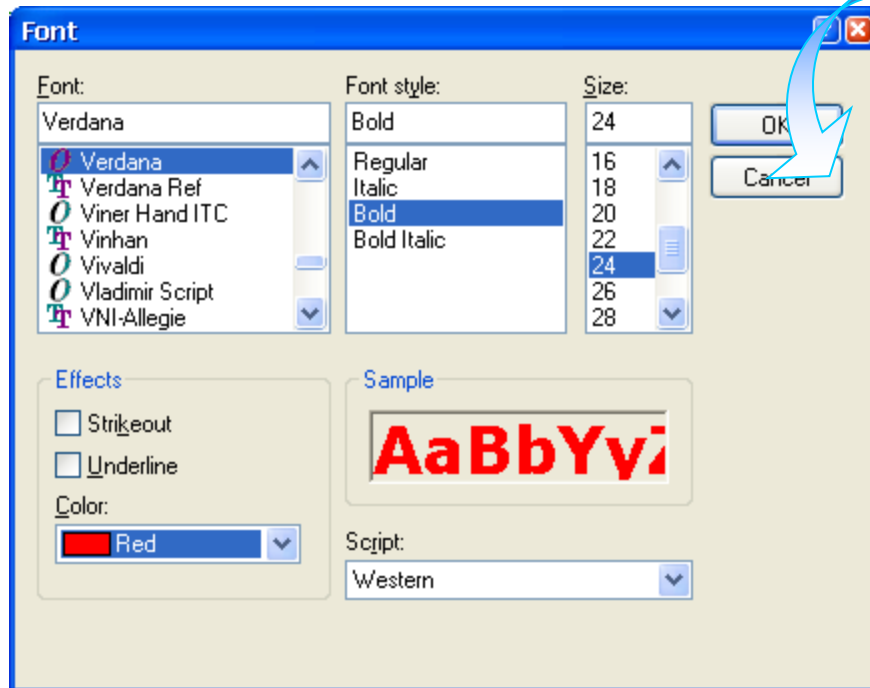 Font
Font:
Font style:
Size:
Verdana
Bold
24
OK
Verdana
Verdana Ref
Viner Hand ITC
Vinhan
Vivaldi
Vladimir Script
VNI-Allegie
Regular
Italic
Bold
Bold Italic
16
18
20
22
24
26
28
Cancel
Effects
Strikeout
Underline
Color:
Red
Sample
AaBbYyZ
Script:
Western